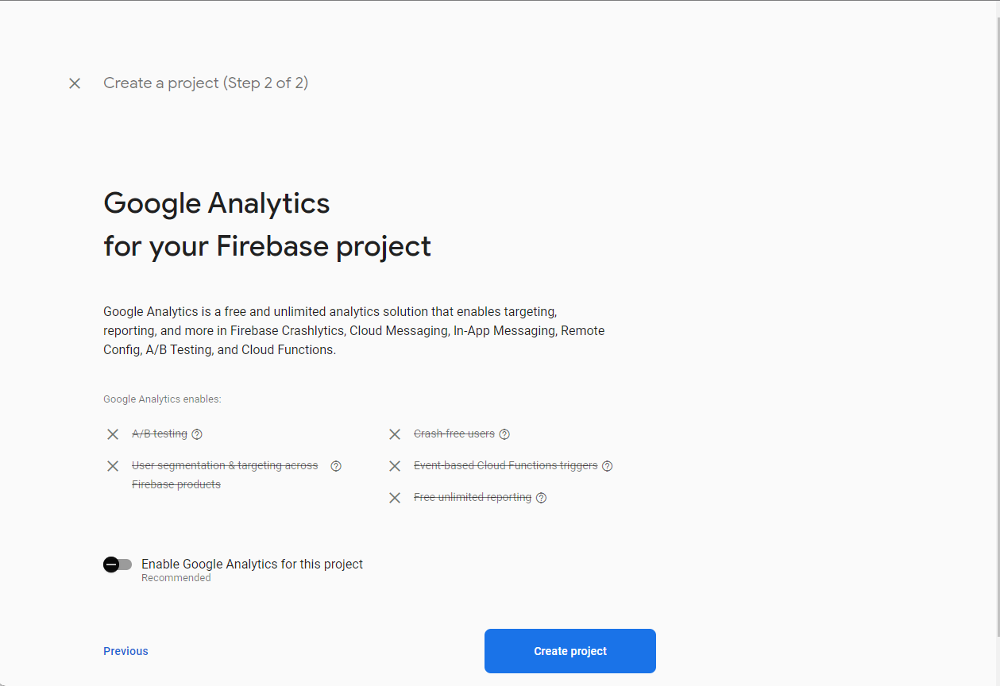 Create a project (Step 2 of 2)
Google Analytics
for your Firebase project
Google Analytics is a free and unlimited analytics solution that enables targeting,
reporting, and more in Firebase Crashlytics, Cloud Messaging, In-App Messaging, Remote
Config, A/B Testing, and Cloud Functions.
Google Analytics enables:
A/B testing
User segmentation & targeting across
Firebase products
Crash-free users
Event-based Cloud Functions triggers
Free unlimited reporting
Enable Google Analytics for this project
Recommended
Previous
Create project